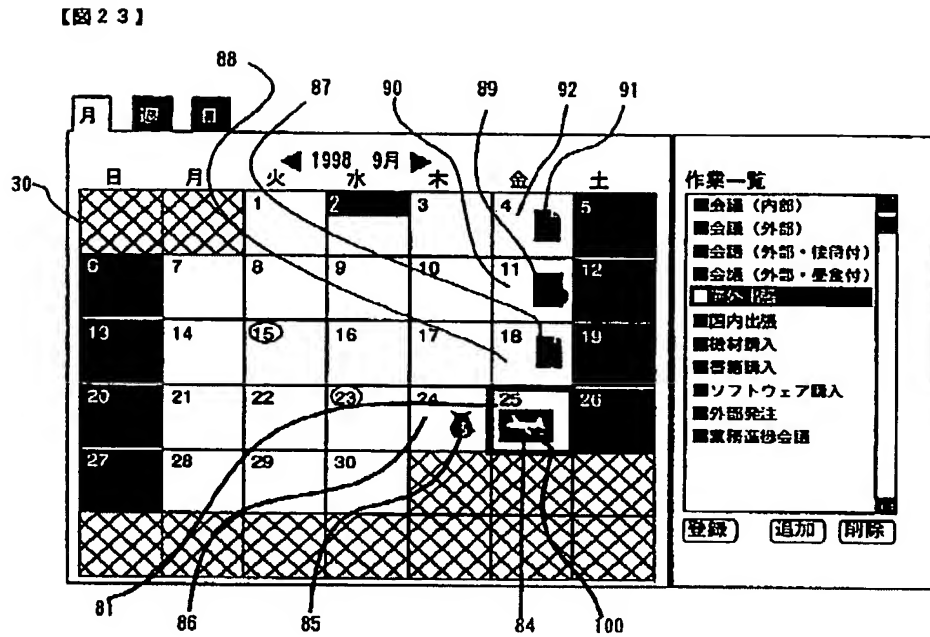 【図２３】
88 87 90 89 92 91
月 週 日
◀ 1998 9月 ▶
30
日 月 火 水 木 金 土
1 2 3 4 5
6 7 8 9 10 11 12
13 14 15 16 17 18 19
20 21 22 23 24 25 26
27 28 29 30
作業一覧
■会議（内部）
■会議（外部）
■会議（外部・接待付）
■会議（外部・昼食付）
■国内出張
■機材購入
■書籍購入
■ソフトウェア購入
■外部発注
■業務進捗会議
登録 追加 削除
81 86 85 84 100